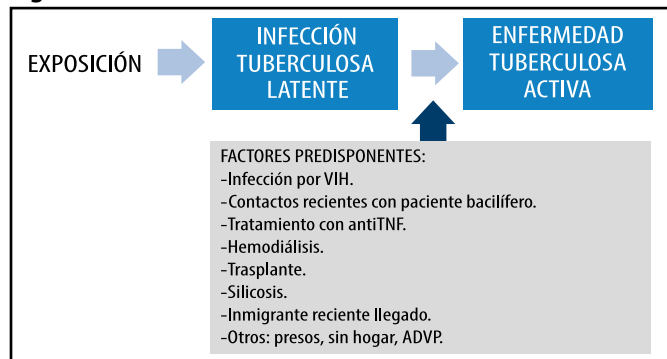 EXPOSICIÓN
INFECCIÓN
TUBERCULOSA
LATENTE
ENFERMEDAD
TUBERCULOSA
ACTIVA
FACTORES PREDISPONENTES:
-Infección por VIH.
-Contactos recientes con paciente bacilífero.
-Tratamiento con antiTNF.
-Hemodiálisis.
-Trasplante.
-Silicosis.
-Inmigrante reciente llegado.
-Otros: presos, sin hogar, ADVP.